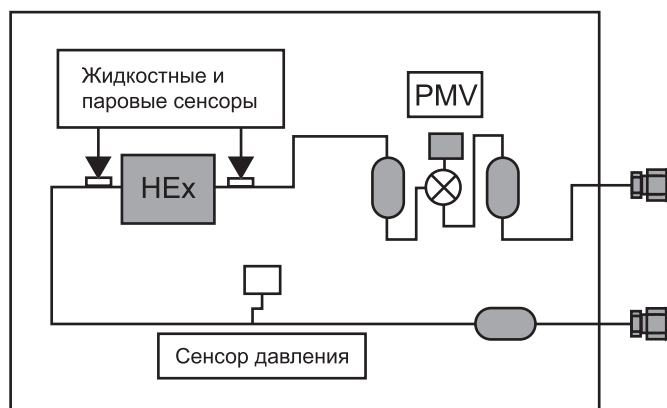 Жидкостные и
паровые сенсоры
PMV
HEx
Сенсор давления